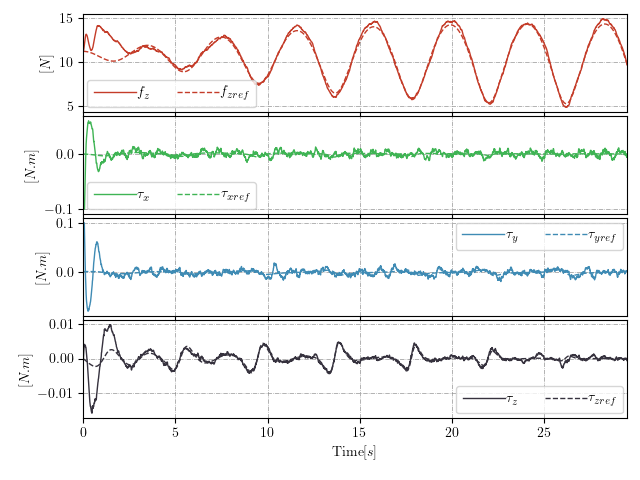 15
10
5
[N]
f_z f_zref
0.0
−0.1
[N.m]
τ_x τ_xref
0.1
0.0
[N.m]
τ_y τ_yref
0.01
0.00
−0.01
[N.m]
τ_z τ_zref
0 5 10 15 20 25
Time[s]